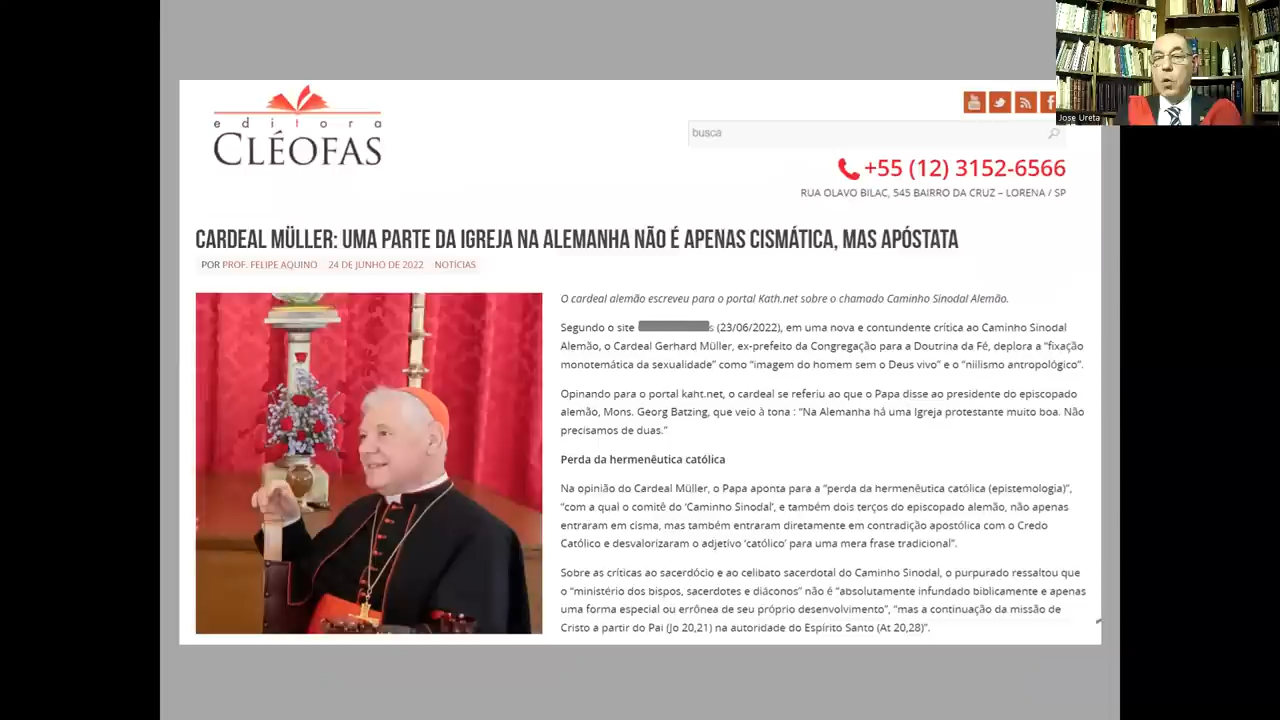 editora
CLÉOFAS
busca
+55 (12) 3152-6566
RUA OLAVO BILAC, 545 BAIRRO DA CRUZ – LORENA / SP
Jose Ureta
CARDEAL MÜLLER: UMA PARTE DA IGREJA NA ALEMANHA NÃO É APENAS CISMÁTICA, MAS APÓSTATA
POR PROF. FELIPE AQUINO 24 DE JUNHO DE 2022 NOTÍCIAS
O cardeal alemão escreveu para o portal Kath.net sobre o chamado Caminho Sinodal Alemão.
Segundo o site s (23/06/2022), em uma nova e contundente crítica ao Caminho Sinodal
Alemão, o Cardeal Gerhard Müller, ex-prefeito da Congregação para a Doutrina da Fé, deplora a “fixação
monotemática da sexualidade” como “imagem do homem sem o Deus vivo” e o “niilismo antropológico”.
Opinando para o portal kaht.net, o cardeal se referiu ao que o Papa disse ao presidente do episcopado
alemão, Mons. Georg Batzing, que veio à tona : “Na Alemanha há uma Igreja protestante muito boa. Não
precisamos de duas.”
Perda da hermenêutica católica
Na opinião do Cardeal Müller, o Papa aponta para a “perda da hermenêutica católica (epistemologia)”,
“com a qual o comitê do ‘Caminho Sinodal’, e também dois terços do episcopado alemão, não apenas
entraram em cisma, mas também entraram diretamente em contradição apostólica com o Credo
Católico e desvalorizaram o adjetivo ‘católico’ para uma mera frase tradicional”.
Sobre as críticas ao sacerdócio e ao celibato sacerdotal do Caminho Sinodal, o purpurado ressaltou que
o “ministério dos bispos, sacerdotes e diáconos” não é “absolutamente infundado biblicamente e apenas
uma forma especial ou errônea de seu próprio desenvolvimento”, “mas a continuação da missão de
Cristo a partir do Pai (Jo 20,21) na autoridade do Espírito Santo (At 20,28)”.